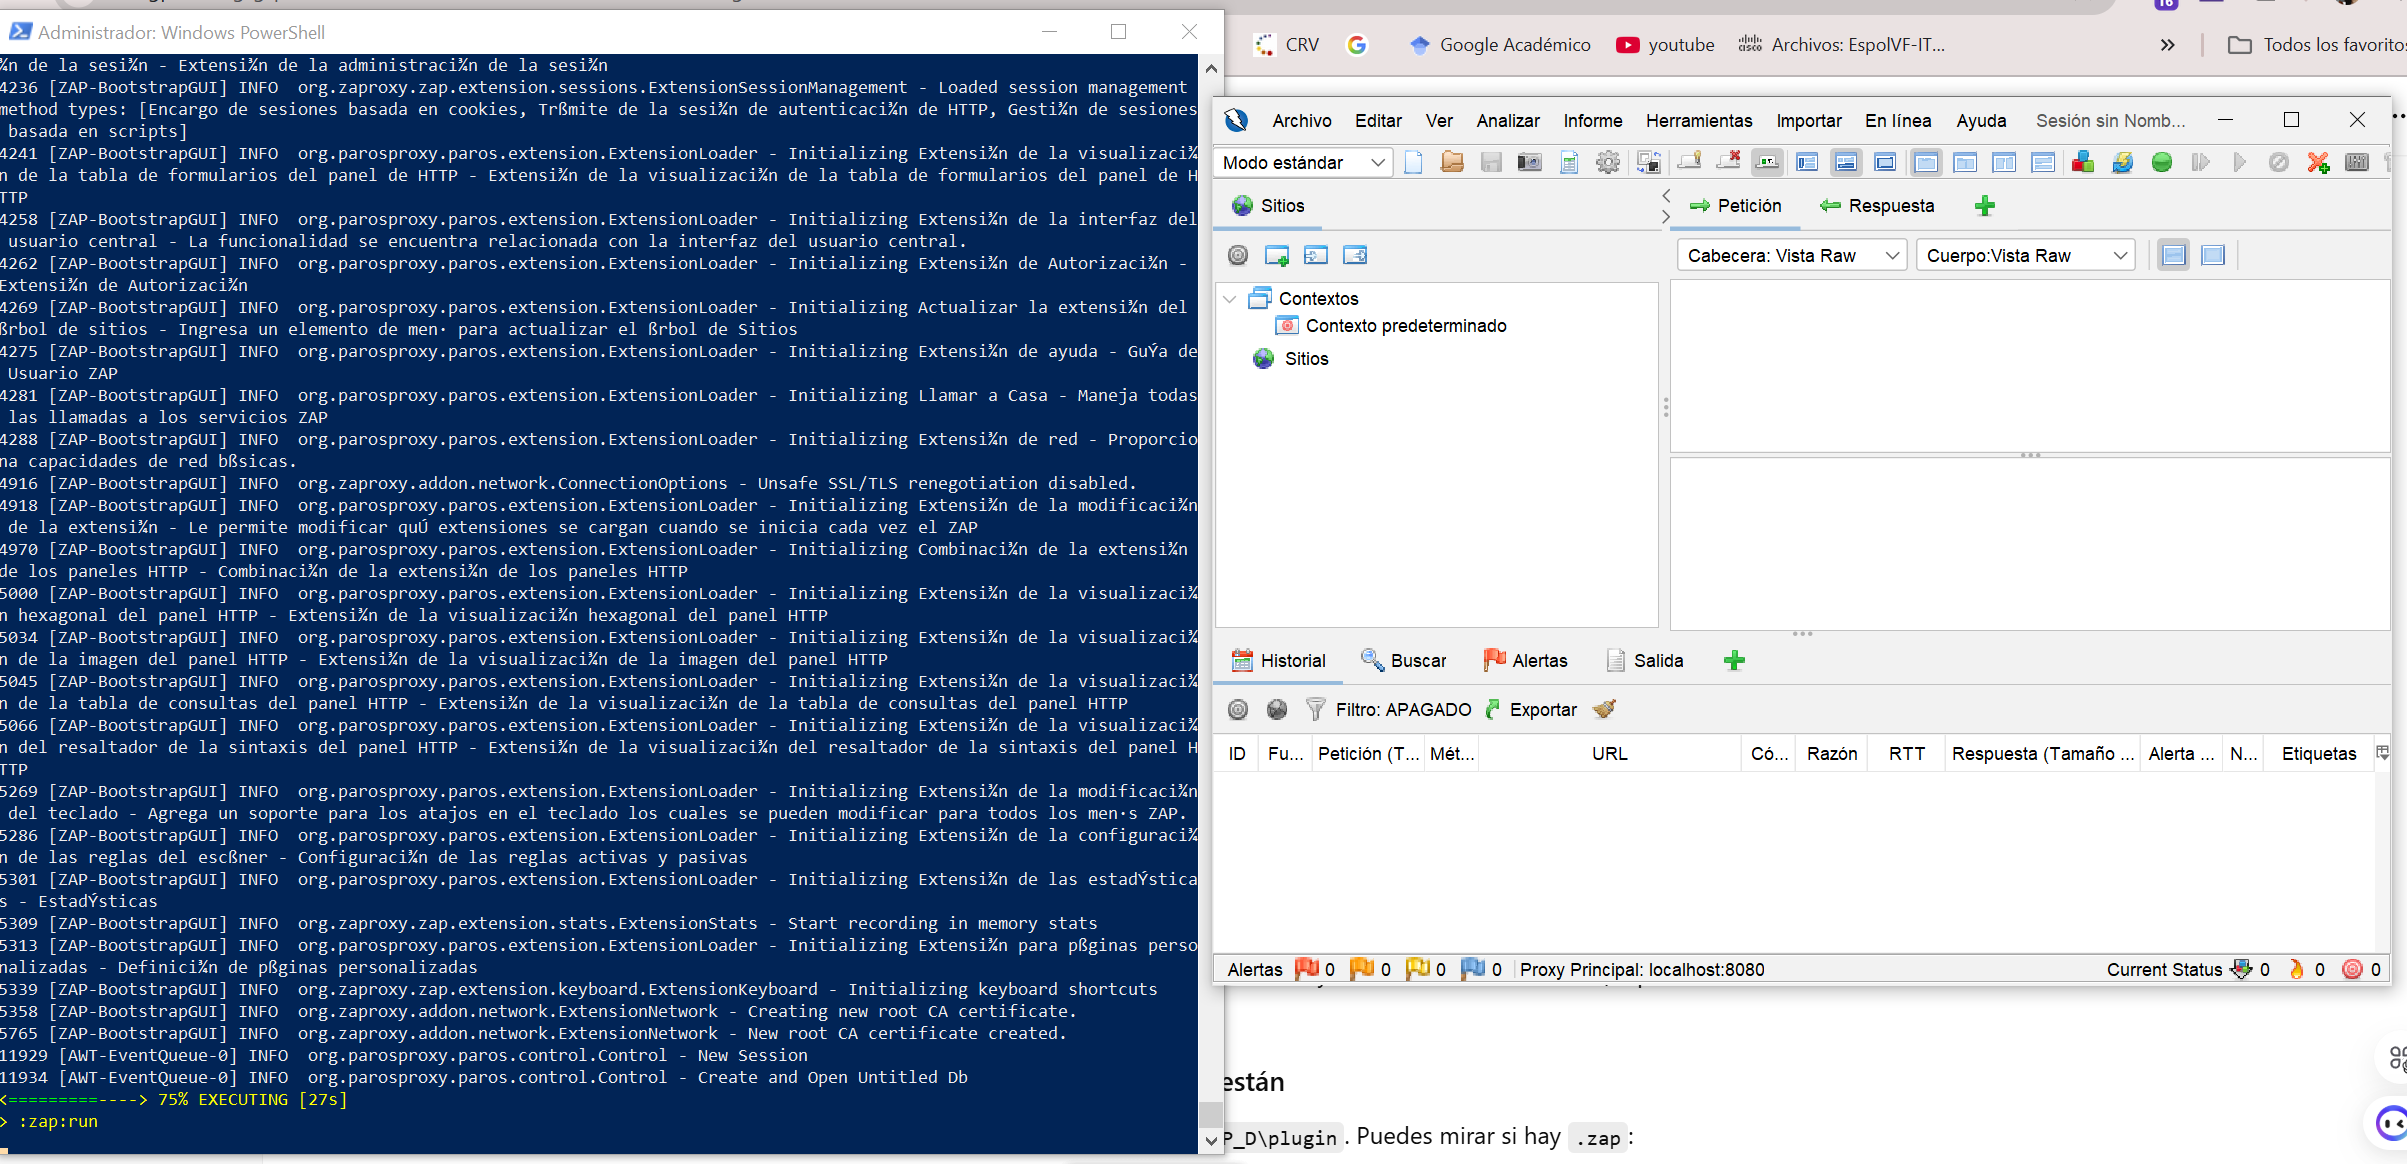 Administrador: Windows PowerShell
¾n de la sesi¾n - Extensi¾n de la administraci¾n de la sesi¾n
4236 [ZAP-BootstrapGUI] INFO  org.zaproxy.zap.extension.sessions.ExtensionSessionManagement - Loaded session management
method types: [Encargo de sesiones basada en cookies, Trßmite de la sesi¾n de autenticaci¾n de HTTP, Gesti¾n de sesiones
 basada en scripts]
4241 [ZAP-BootstrapGUI] INFO  org.parosproxy.paros.extension.ExtensionLoader - Initializing Extensi¾n de la visualizaci¾
n de la tabla de formularios del panel de HTTP - Extensi¾n de la visualizaci¾n de la tabla de formularios del panel de H
TTP
4258 [ZAP-BootstrapGUI] INFO  org.parosproxy.paros.extension.ExtensionLoader - Initializing Extensi¾n de la interfaz del
 usuario central - La funcionalidad se encuentra relacionada con la interfaz del usuario central.
4262 [ZAP-BootstrapGUI] INFO  org.parosproxy.paros.extension.ExtensionLoader - Initializing Extensi¾n de Autorizaci¾n -
Extensi¾n de Autorizaci¾n
4269 [ZAP-BootstrapGUI] INFO  org.parosproxy.paros.extension.ExtensionLoader - Initializing Actualizar la extensi¾n del
ßrbol de sitios - Ingresa un elemento de men· para actualizar el ßrbol de Sitios
4275 [ZAP-BootstrapGUI] INFO  org.parosproxy.paros.extension.ExtensionLoader - Initializing Extensi¾n de ayuda - GuÝa de
 Usuario ZAP
4281 [ZAP-BootstrapGUI] INFO  org.parosproxy.paros.extension.ExtensionLoader - Initializing Llamar a Casa - Maneja todas
 las llamadas a los servicios ZAP
4288 [ZAP-BootstrapGUI] INFO  org.parosproxy.paros.extension.ExtensionLoader - Initializing Extensi¾n de red - Proporcio
na capacidades de red bßsicas.
4916 [ZAP-BootstrapGUI] INFO  org.zaproxy.addon.network.ConnectionOptions - Unsafe SSL/TLS renegotiation disabled.
4918 [ZAP-BootstrapGUI] INFO  org.parosproxy.paros.extension.ExtensionLoader - Initializing Extensi¾n de la modificaci¾n
 de la extensi¾n - Le permite modificar quÚ extensiones se cargan cuando se inicia cada vez el ZAP
4970 [ZAP-BootstrapGUI] INFO  org.parosproxy.paros.extension.ExtensionLoader - Initializing Combinaci¾n de la extensi¾n
de los paneles HTTP - Combinaci¾n de la extensi¾n de los paneles HTTP
5000 [ZAP-BootstrapGUI] INFO  org.parosproxy.paros.extension.ExtensionLoader - Initializing Extensi¾n de la visualizaci¾
n hexagonal del panel HTTP - Extensi¾n de la visualizaci¾n hexagonal del panel HTTP
5034 [ZAP-BootstrapGUI] INFO  org.parosproxy.paros.extension.ExtensionLoader - Initializing Extensi¾n de la visualizaci¾
n de la imagen del panel HTTP - Extensi¾n de la visualizaci¾n de la imagen del panel HTTP
5045 [ZAP-BootstrapGUI] INFO  org.parosproxy.paros.extension.ExtensionLoader - Initializing Extensi¾n de la visualizaci¾
n de la tabla de consultas del panel HTTP - Extensi¾n de la visualizaci¾n de la tabla de consultas del panel HTTP
5066 [ZAP-BootstrapGUI] INFO  org.parosproxy.paros.extension.ExtensionLoader - Initializing Extensi¾n de la visualizaci¾
n del resaltador de la sintaxis del panel HTTP - Extensi¾n de la visualizaci¾n del resaltador de la sintaxis del panel H
TTP
5269 [ZAP-BootstrapGUI] INFO  org.parosproxy.paros.extension.ExtensionLoader - Initializing Extensi¾n de la modificaci¾n
 del teclado - Agrega un soporte para los atajos en el teclado los cuales se pueden modificar para todos los men·s ZAP.
5286 [ZAP-BootstrapGUI] INFO  org.parosproxy.paros.extension.ExtensionLoader - Initializing Extensi¾n de la configuraci¾
n de las reglas del escßner - Configuraci¾n de las reglas activas y pasivas
5301 [ZAP-BootstrapGUI] INFO  org.parosproxy.paros.extension.ExtensionLoader - Initializing Extensi¾n de las estadÝstica
s - EstadÝsticas
5309 [ZAP-BootstrapGUI] INFO  org.zaproxy.zap.extension.stats.ExtensionStats - Start recording in memory stats
5313 [ZAP-BootstrapGUI] INFO  org.parosproxy.paros.extension.ExtensionLoader - Initializing Extensi¾n para pßginas perso
nalizadas - Definici¾n de pßginas personalizadas
5339 [ZAP-BootstrapGUI] INFO  org.zaproxy.zap.extension.keyboard.ExtensionKeyboard - Initializing keyboard shortcuts
5358 [ZAP-BootstrapGUI] INFO  org.zaproxy.addon.network.ExtensionNetwork - Creating new root CA certificate.
5765 [ZAP-BootstrapGUI] INFO  org.zaproxy.addon.network.ExtensionNetwork - New root CA certificate created.
11929 [AWT-EventQueue-0] INFO  org.parosproxy.paros.control.Control - New Session
11934 [AWT-EventQueue-0] INFO  org.parosproxy.paros.control.Control - Create and Open Untitled Db
<=========----> 75% EXECUTING [27s]
> :zap:run
16
CRV Google Académico youtube Archivos: EspolVF-IT... » Todos los favoritos
Archivo Editar Ver Analizar Informe Herramientas Importar En línea Ayuda Sesión sin Nomb...
Modo estándar
Sitios
Petición Respuesta
Cabecera: Vista Raw Cuerpo:Vista Raw
Contextos
Contexto predeterminado
Sitios
Historial Buscar Alertas Salida
Filtro: APAGADO Exportar
ID Fu... Petición (T... Mét... URL Có... Razón RTT Respuesta (Tamaño ... Alerta ... N... Etiquetas
Alertas 0 0 0 0 Proxy Principal: localhost:8080 Current Status 0 0 0
están
P_D\plugin . Puedes mirar si hay .zap :